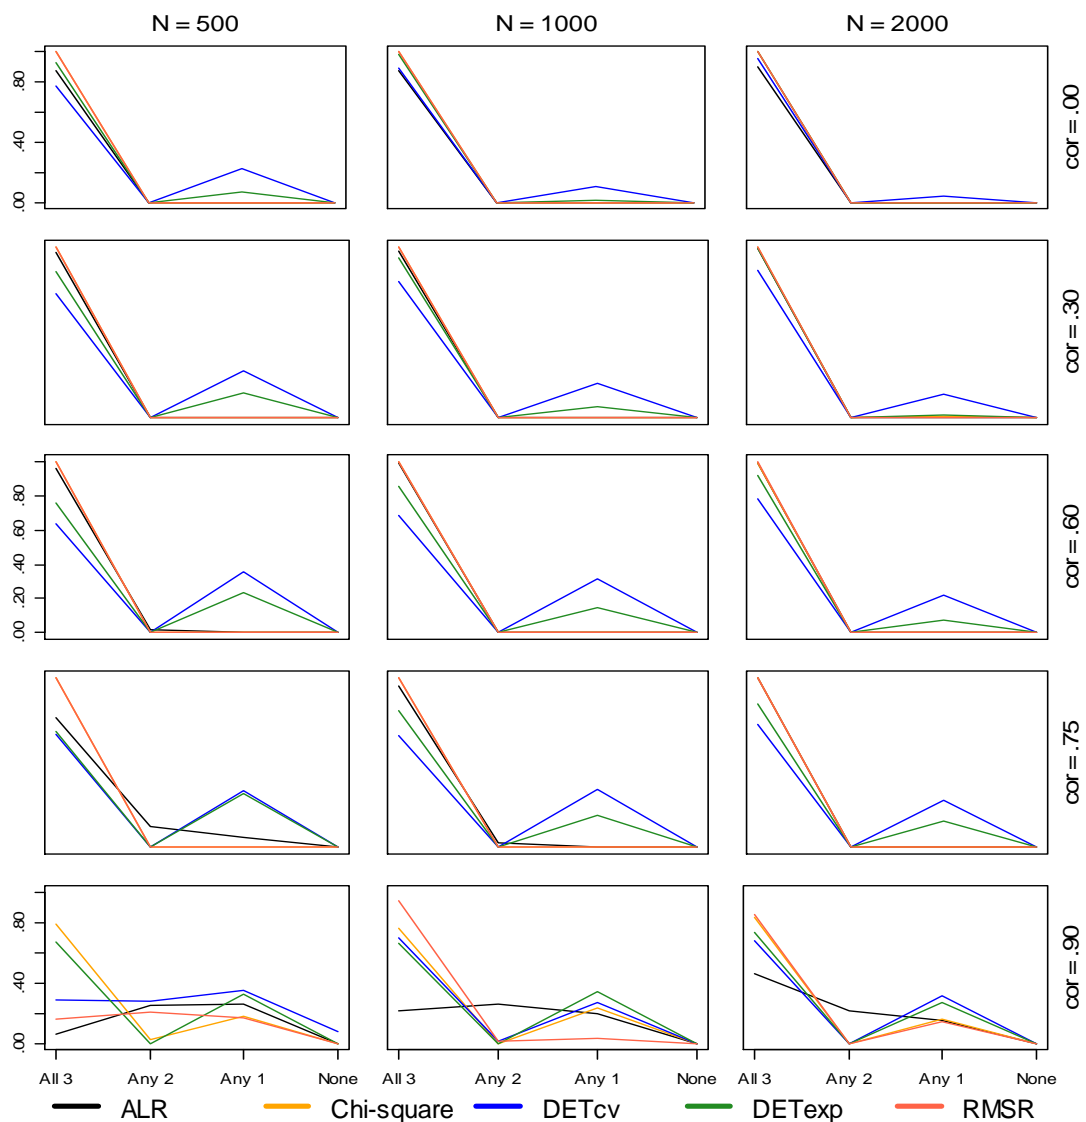 N = 500 N = 1000 N = 2000
.80
.40
.00
cor = .00
cor = .30
.80
.60
.40
.20
.00
cor = .60
cor = .75
.80
.40
.00
cor = .90
All 3 Any 2 Any 1 None All 3 Any 2 Any 1 None All 3 Any 2 Any 1 None
ALR Chi-square DETcv DETexp RMSR